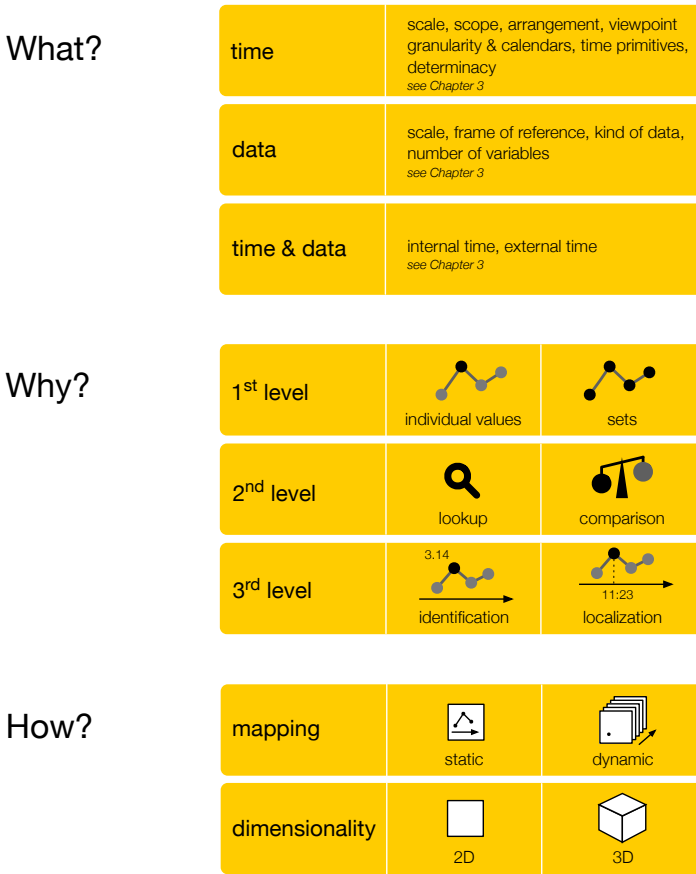 What?
time
scale, scope, arrangement, viewpoint
granularity & calendars, time primitives,
determinacy
see Chapter 3
data
scale, frame of reference, kind of data,
number of variables
see Chapter 3
time & data
internal time, external time
see Chapter 3
Why?
1st level
individual values
sets
2nd level
lookup
comparison
3rd level
3.14
identification
11:23
localization
How?
mapping
static
dynamic
dimensionality
2D
3D